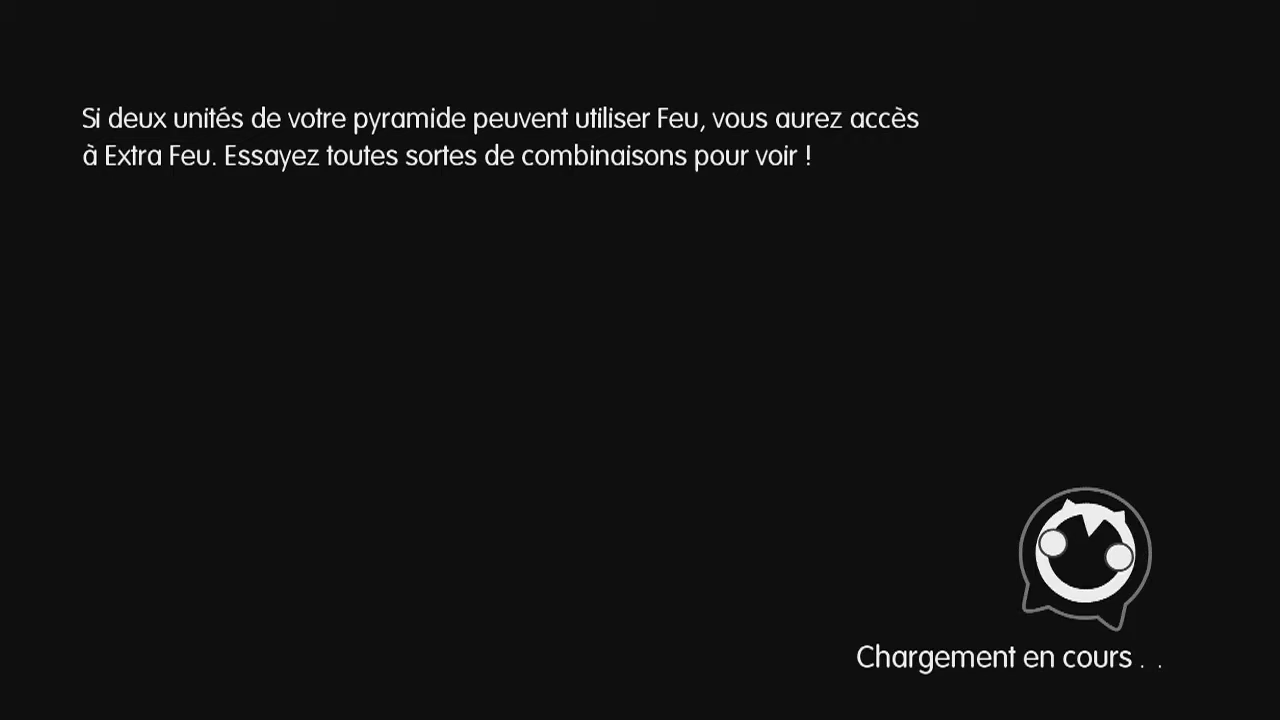 Si deux unités de votre pyramide peuvent utiliser Feu, vous aurez accès
à Extra Feu. Essayez toutes sortes de combinaisons pour voir !
Chargement en cours . .